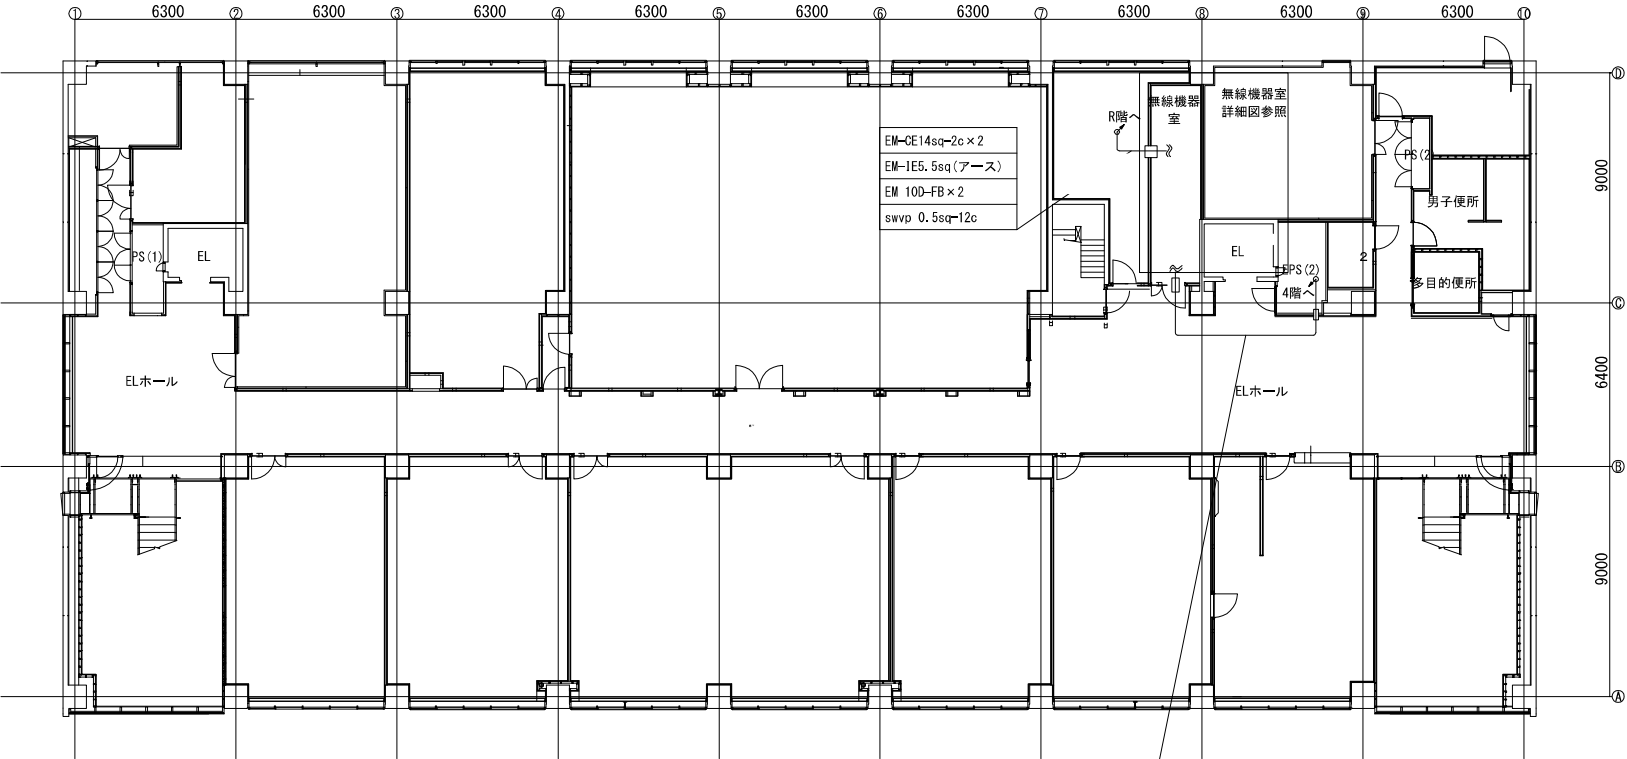 ① 6300 ② 6300 ③ 6300 ④ 6300 ⑤ 6300 ⑥ 6300 ⑦ 6300 ⑧ 6300 ⑨ 6300 ⑩
Ⓓ
無線機器室
詳細図参照
無線機器
室
R階へ
EM-CE14sq-2c×2
EM-IE5.5sq(アース)
EM 10D-FB×2
swvp 0.5sq-12c
PS(2
9000
男子便所
PS(1)
EL
EL
2
EPS(2)
4階へ
多目的便所
Ⓒ
ELホール
ELホール
6400
Ⓑ
9000
Ⓐ